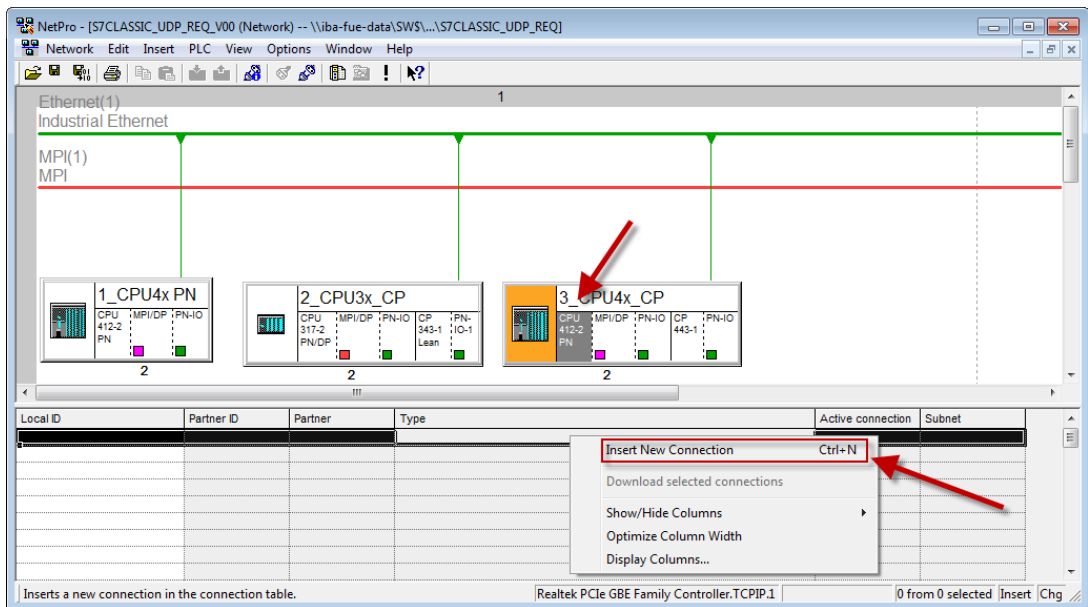 NetPro - [S7CLASSIC_UDP_REQ_V00 (Network) -- \\iba-fue-data\SW$\...\S7CLASSIC_UDP_REQ]
Network Edit Insert PLC View Options Window Help
1
Ethernet(1)
Industrial Ethernet
MPI(1)
MPI
1_CPU4x PN
CPU 412-2 PN
MPI/DP
PN-IO
2
2_CPU3x_CP
CPU 317-2 PN/DP
MPI/DP
PN-IO
CP 343-1 Lean
PN-IO-1
2
3_CPU4x_CP
CPU 412-2 PN
MPI/DP
PN-IO
CP 443-1
PN-IO
2
Local ID Partner ID Partner Type Active connection Subnet
Insert New Connection Ctrl+N
Download selected connections
Show/Hide Columns
Optimize Column Width
Display Columns...
Inserts a new connection in the connection table. Realtek PCIe GBE Family Controller.TCPIP.1 0 from 0 selected Insert Chg